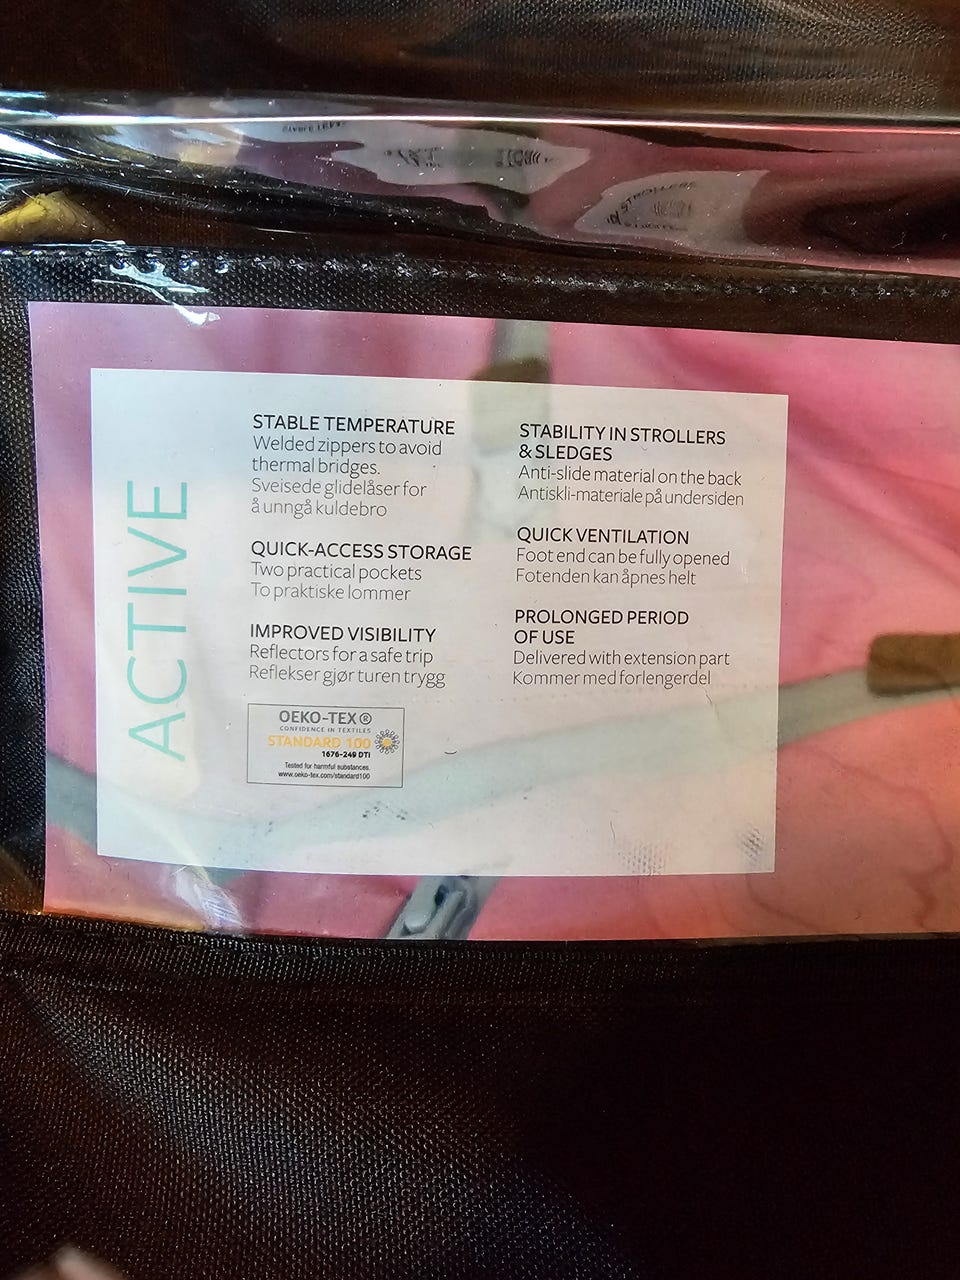 ACTIVE
STABLE TEMPERATURE
Welded zippers to avoid
thermal bridges.
Sveisede glidelåser for
å unngå kuldebro
QUICK-ACCESS STORAGE
Two practical pockets
To praktiske lommer
IMPROVED VISIBILITY
Reflectors for a safe trip
Reflekser gjør turen trygg
OEKO-TEX®
CONFIDENCE IN TEXTILES
STANDARD 100
1676-249 DTI
Tested for harmful substances.
www.oeko-tex.com/standard100
STABILITY IN STROLLERS
& SLEDGES
Anti-slide material on the back
Antiskli-materiale på undersiden
QUICK VENTILATION
Foot end can be fully opened
Fotenden kan åpnes helt
PROLONGED PERIOD
OF USE
Delivered with extension part
Kommer med forlengerdel